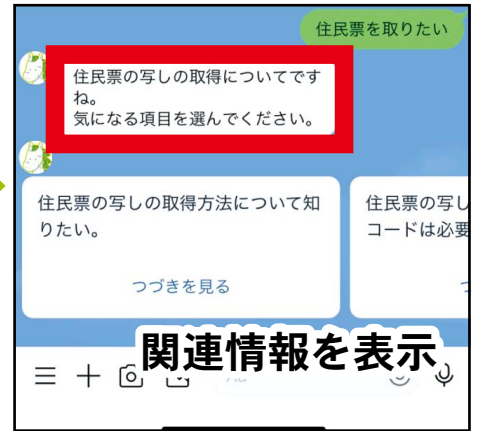 住民票を取りたい
住民票の写しの取得についてです
ね。
気になる項目を選んでください。
住民票の写しの取得方法について知
りたい。
つづきを見る
住民票の写し
コードは必要
関連情報を表示